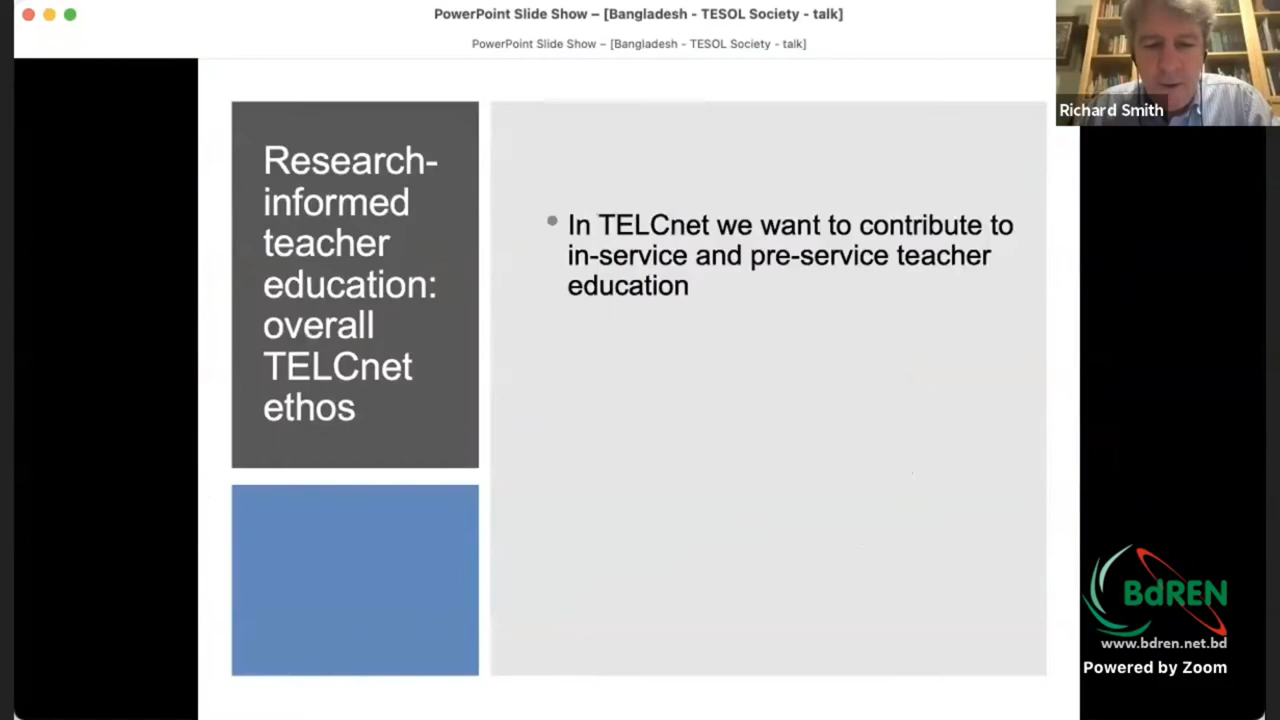 PowerPoint Slide Show – [Bangladesh - TESOL Society - talk]
PowerPoint Slide Show – [Bangladesh - TESOL Society - talk]
Richard Smith
Research-
informed
teacher
education:
overall
TELCnet
ethos
• In TELCnet we want to contribute to
in-service and pre-service teacher
education
BdREN
www.bdren.net.bd
Powered by Zoom